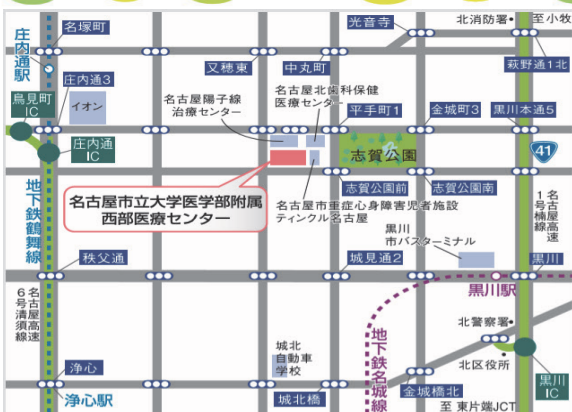 名塚町
光音寺
北消防署
至小牧
庄内通駅
又穂東
中丸町
萩野通1北
庄内通3
イオン
鳥見町
IC
庄内通
IC
名古屋陽子線
治療センター
名古屋北歯科保健
医療センター
平手町1
金城町3
黒川本通5
志賀公園
41
名古屋市立大学医学部附属
西部医療センター
志賀公園前
志賀公園南
名古屋市重症心身障害児者施設
ティンクル名古屋
名古屋高速
1号楠線
地下鉄鶴舞線
黒川
市バスターミナル
秩父通
城見通2
黒川
黒川駅
名古屋高速
6号清須線
地下鉄名城線
北警察署
北区役所
城北
自動車
学校
浄心
浄心駅
城北橋
金城橋北
黒川
IC
至 東片端JCT